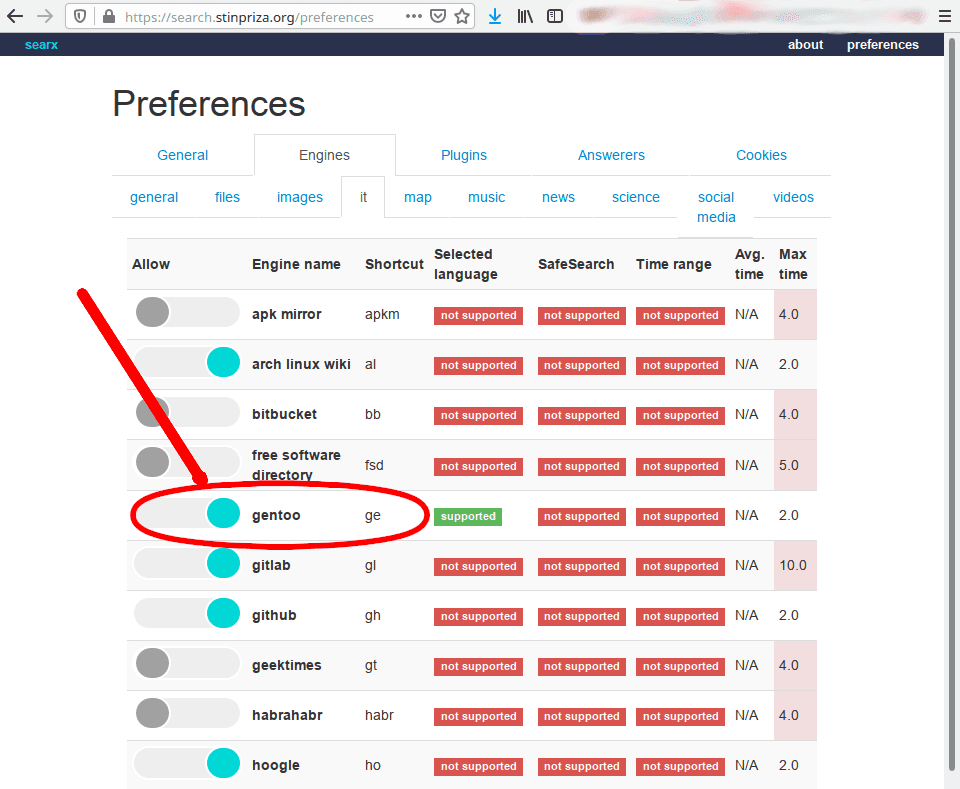 https://search.stinpriza.org/preferences
searx about preferences
Preferences
General Engines Plugins Answerers Cookies
general files images it map music news science social media videos
Allow Engine name Shortcut Selected language SafeSearch Time range Avg. time Max time
apk mirror apkm not supported not supported not supported N/A 4.0
arch linux wiki al not supported not supported not supported N/A 2.0
bitbucket bb not supported not supported not supported N/A 4.0
free software directory fsd not supported not supported not supported N/A 5.0
gentoo ge supported not supported not supported N/A 2.0
gitlab gl not supported not supported not supported N/A 10.0
github gh not supported not supported not supported N/A 2.0
geektimes gt not supported not supported not supported N/A 4.0
habrahabr habr not supported not supported not supported N/A 4.0
hoogle ho not supported not supported not supported N/A 2.0